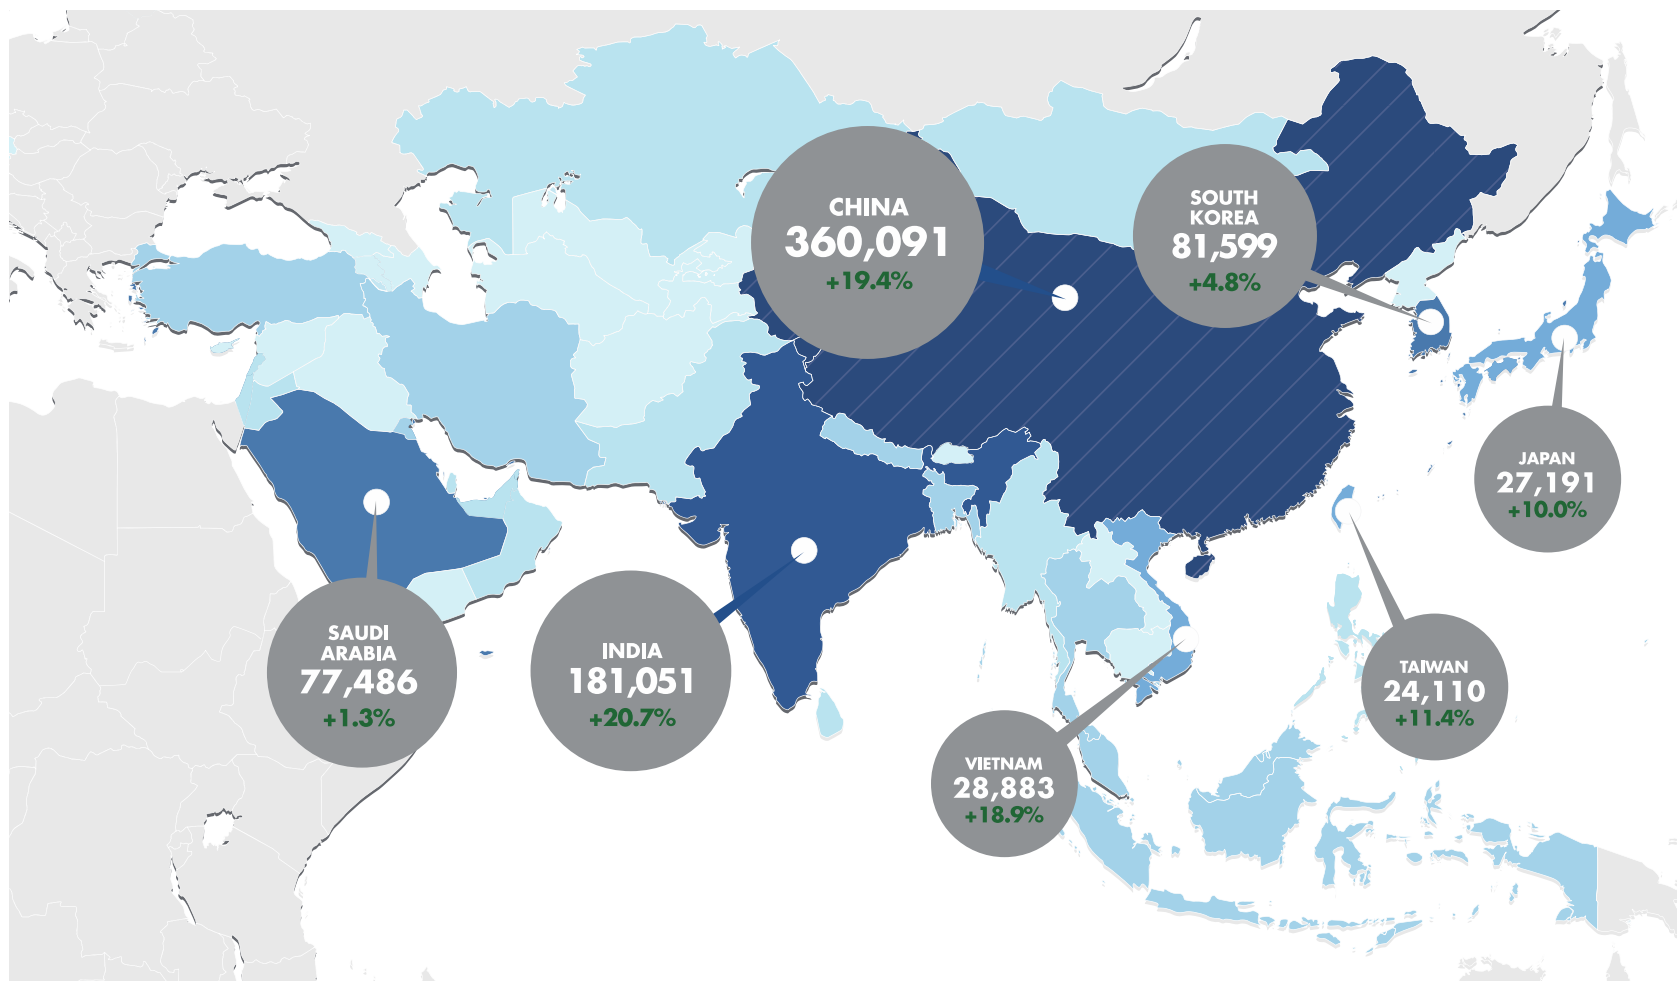 CHINA
360,091
+19.4%
SOUTH
KOREA
81,599
+4.8%
JAPAN
27,191
+10.0%
SAUDI
ARABIA
77,486
+1.3%
INDIA
181,051
+20.7%
TAIWAN
24,110
+11.4%
VIETNAM
28,883
+18.9%